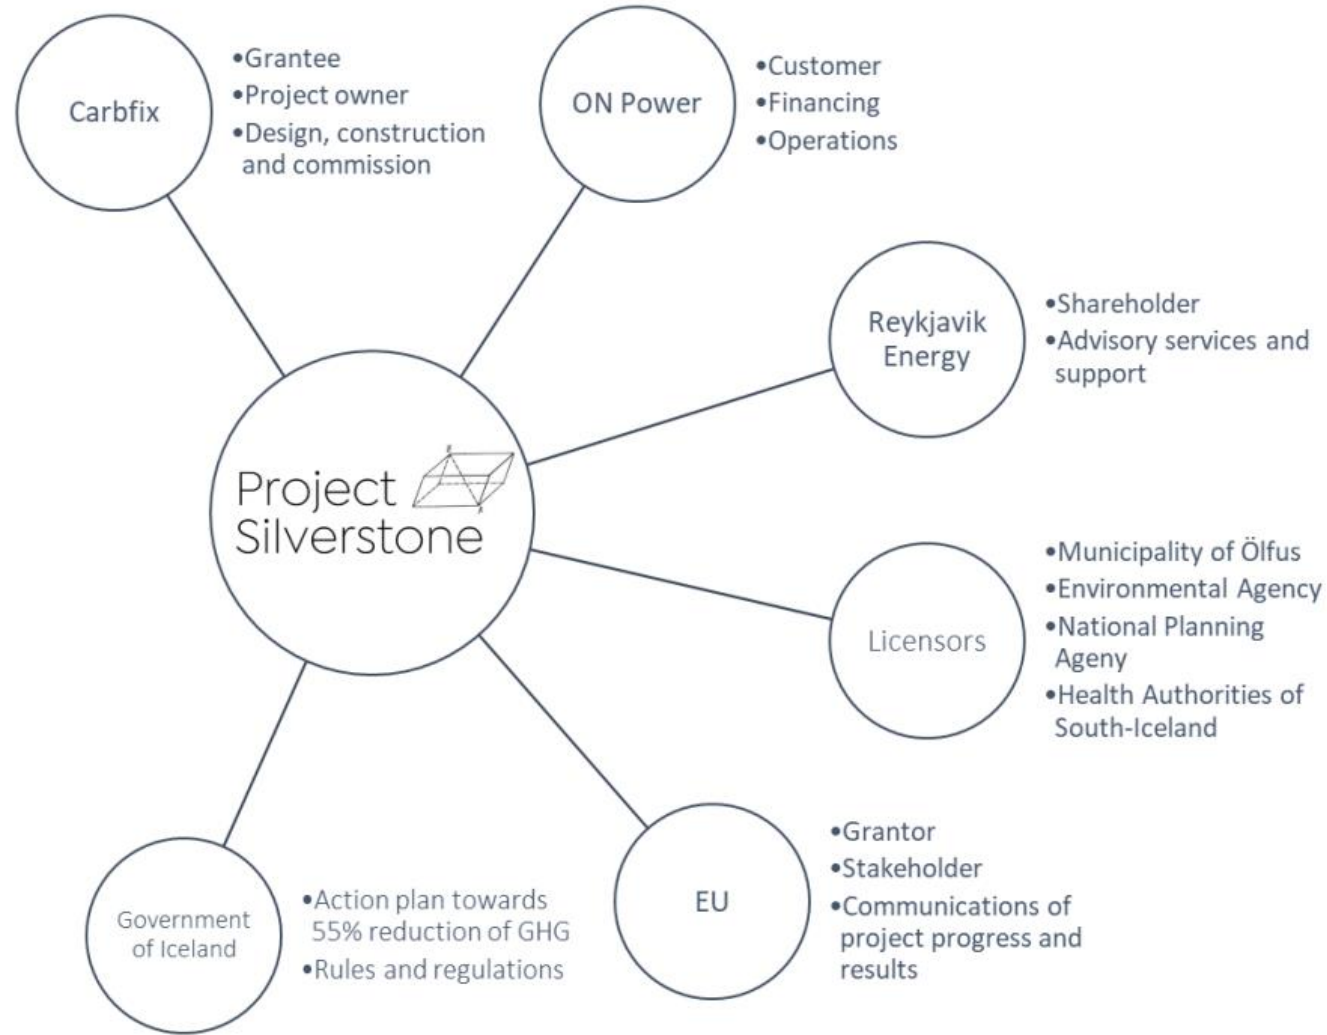 Carbfix
•Grantee
•Project owner
•Design, construction
and commission
ON Power
•Customer
•Financing
•Operations
Reykjavik
Energy
•Shareholder
•Advisory services and
support
Project
Silverstone
Licensors
•Municipality of Ölfus
•Environmental Agency
•National Planning
Ageny
•Health Authorities of
South-Iceland
EU
•Grantor
•Stakeholder
•Communications of
project progress and
results
Government
of Iceland
•Action plan towards
55% reduction of GHG
•Rules and regulations